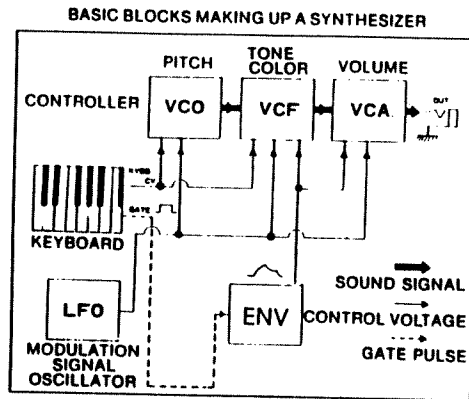 BASIC BLOCKS MAKING UP A SYNTHESIZER
PITCH
TONE
COLOR
VOLUME
CONTROLLER
VCO
VCF
VCA
OUT
KYBD
CV
GATE
KEYBOARD
LFO
MODULATION
SIGNAL
OSCILLATOR
ENV
SOUND SIGNAL
CONTROL VOLTAGE
GATE PULSE